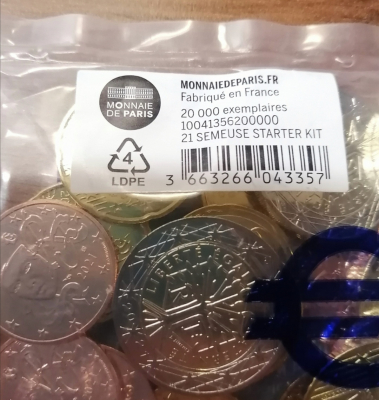 MONNAIE
DE PARIS
MONNAIEDEPARIS.FR
Fabriqué en France
20 000 exemplaires
10041356200000
21 SEMEUSE STARTER KIT
4
LDPE
3 663266 043357
LIBERTE